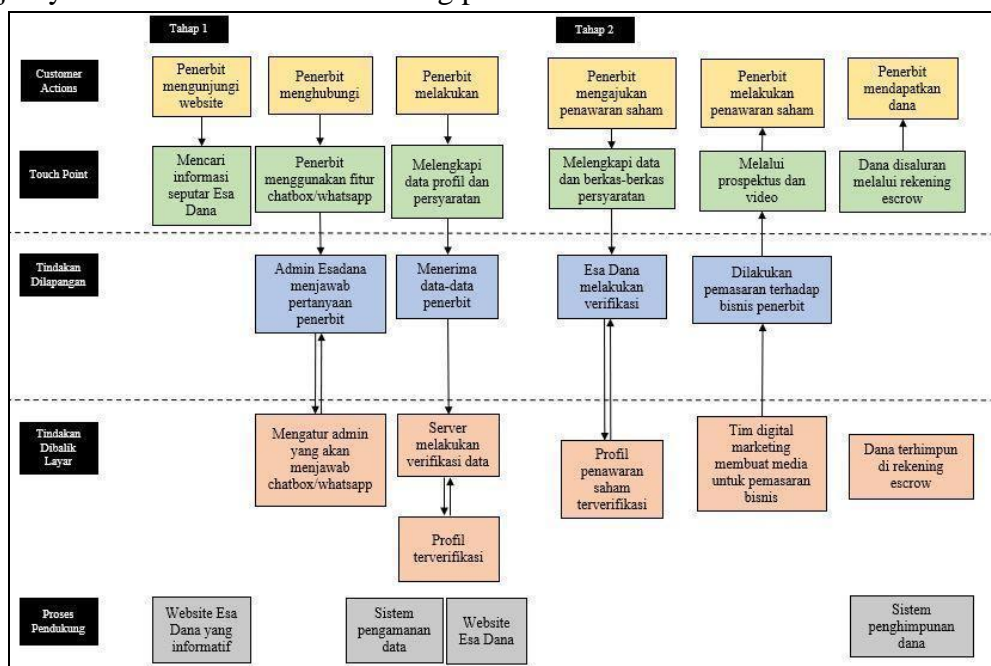 Tahap 1
Tahap 2
Customer
Actions
Penerbit
mengunjungi
website
Penerbit
menghubungi
Penerbit
melakukan
Penerbit
mengajukan
penawaran saham
Penerbit
melakukan
penawaran saham
Penerbit
mendapatkan
dana
Touch Point
Mencari
informasi
seputar Esa
Dana
Penerbit
menggunakan fitur
chatbox/whatsapp
Melengkapi
data profil dan
persyaratan
Melengkapi data
dan berkas-berkas
persyaratan
Melalui
prospektus dan
video
Dana disaluran
melalui rekening
escrow
Tindakan
Dilapangan
Admin Esadana
menjawab
pertanyaan
penerbit
Menerima
data-data
penerbit
Esa Dana
melakukan
verifikasi
Dilakukan
pemasaran terhadap
bisnis penerbit
Tindakan
Dibalik
Layar
Mengatur admin
yang akan
menjawab
chatbox/whatsapp
Server
melakukan
verifikasi data
Profil
penawaran
saham
terverifikasi
Tim digital
marketing
membuat media
untuk pemasaran
bisnis
Dana terhimpun
di rekening
escrow
Profil
terverifikasi
Proses
Pendukung
Website Esa
Dana yang
informatif
Sistem
pengamanan
data
Website
Esa Dana
Sistem
penghimpunan
dana